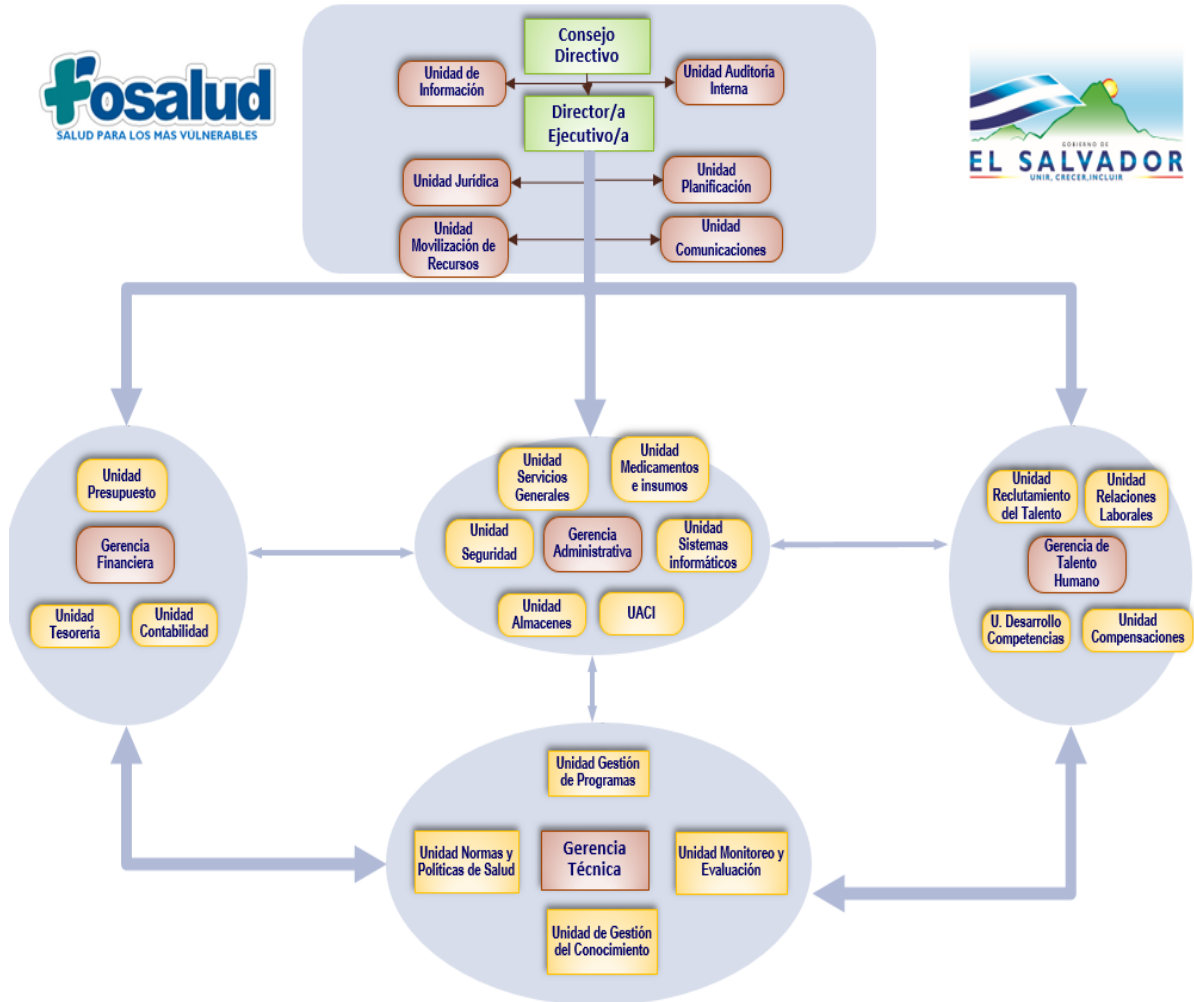 Consejo
Directivo
Unidad de
Información
Unidad Auditoría
Interna
fosalud
SALUD PARA LOS MAS VULNERABLES
Director/a
Ejecutivo/a
GOBIERNO DE
EL SALVADOR
UNIR, CRECER, INCLUIR
Unidad Jurídica
Unidad
Planificación
Unidad
Movilización de
Recursos
Unidad
Comunicaciones
Unidad
Presupuesto
Gerencia
Financiera
Unidad
Tesorería
Unidad
Contabilidad
Unidad
Servicios
Generales
Unidad
Medicamentos
e insumos
Unidad
Seguridad
Gerencia
Administrativa
Unidad
Sistemas
informáticos
Unidad
Almacenes
UACI
Unidad
Reclutamiento
del Talento
Unidad
Relaciones
Laborales
Gerencia de
Talento
Humano
U. Desarrollo
Competencias
Unidad
Compensaciones
Unidad Gestión
de Programas
Unidad Normas y
Políticas de Salud
Gerencia
Técnica
Unidad Monitoreo y
Evaluación
Unidad de Gestión
del Conocimiento